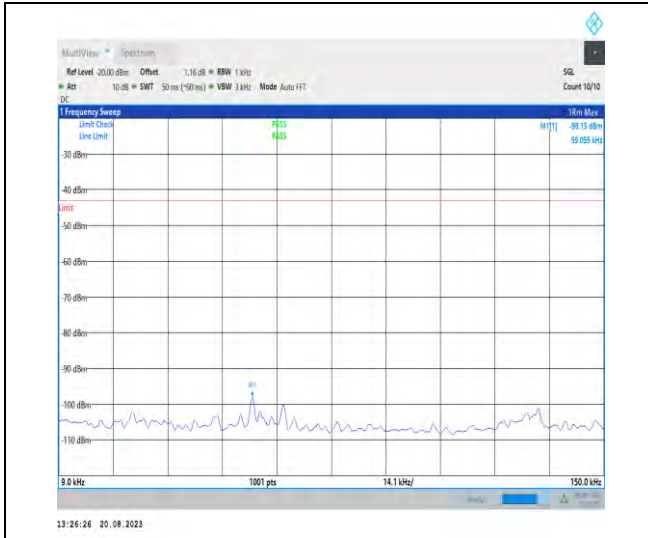 MultiView Spectrum
Ref Level -20.00 dBm Offset 1.16 dB RBW 1 kHz SGL
Att 10 dB SWT 50 ms (~60 ms) VBW 3 kHz Mode Auto FFT Count 10/10
DC
1 Frequency Sweep 1Rm Max
Limit Check PASS M1[1] -98.15 dBm
Line Limit PASS 59.055 kHz
-30 dBm
-40 dBm
Limit
-50 dBm
-60 dBm
-70 dBm
-80 dBm
-90 dBm
M1
-100 dBm
-110 dBm
9.0 kHz 1001 pts 14.1 kHz/ 150.0 kHz
13:26:26 20.08.2023